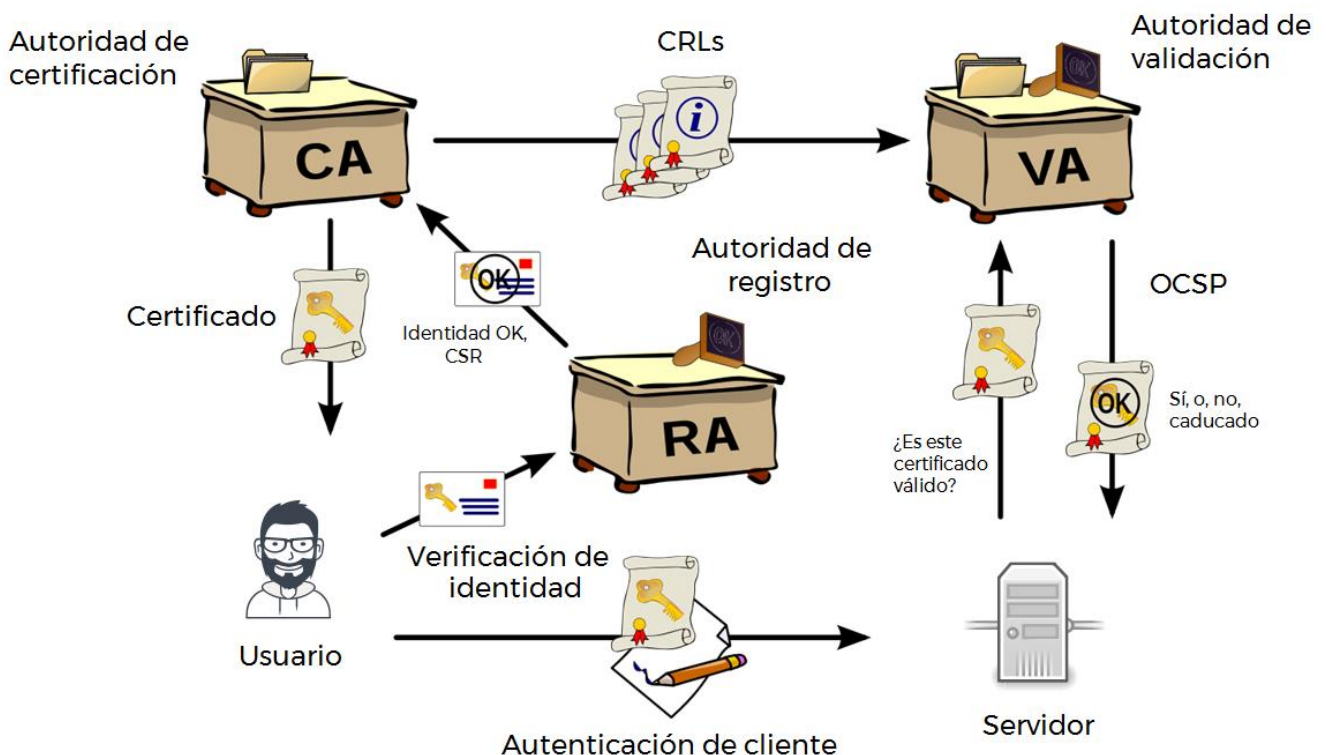 Autoridad de
certificación
CRLs
Autoridad de
validación
OK
CA
VA
Autoridad de
registro
OCSP
Certificado
OK
Identidad OK,
CSR
OK
RA
¿Es este
certificado
válido?
OK
Sí, o, no,
caducado
Verificación de
identidad
Usuario
Servidor
Autenticación de cliente
i